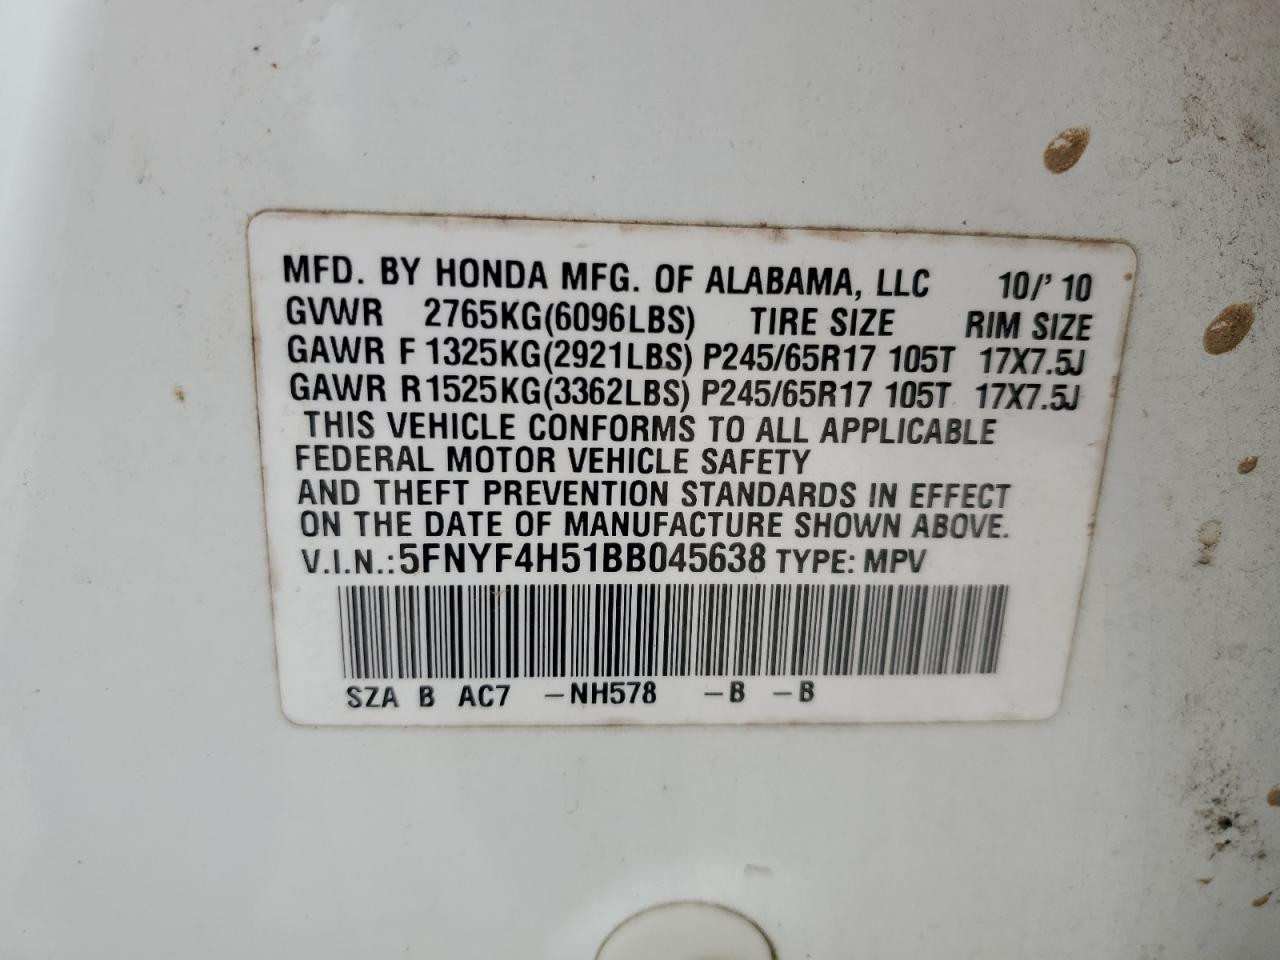 MFD. BY HONDA MFG. OF ALABAMA, LLC 10/'10
GVWR 2765KG(6096LBS) TIRE SIZE RIM SIZE
GAWR F 1325KG(2921LBS) P245/65R17 105T 17X7.5J
GAWR R1525KG(3362LBS) P245/65R17 105T 17X7.5J
THIS VEHICLE CONFORMS TO ALL APPLICABLE
FEDERAL MOTOR VEHICLE SAFETY
AND THEFT PREVENTION STANDARDS IN EFFECT
ON THE DATE OF MANUFACTURE SHOWN ABOVE.
V.I.N.:5FNYF4H51BB045638 TYPE: MPV
SZA B AC7 –NH578 –B –B